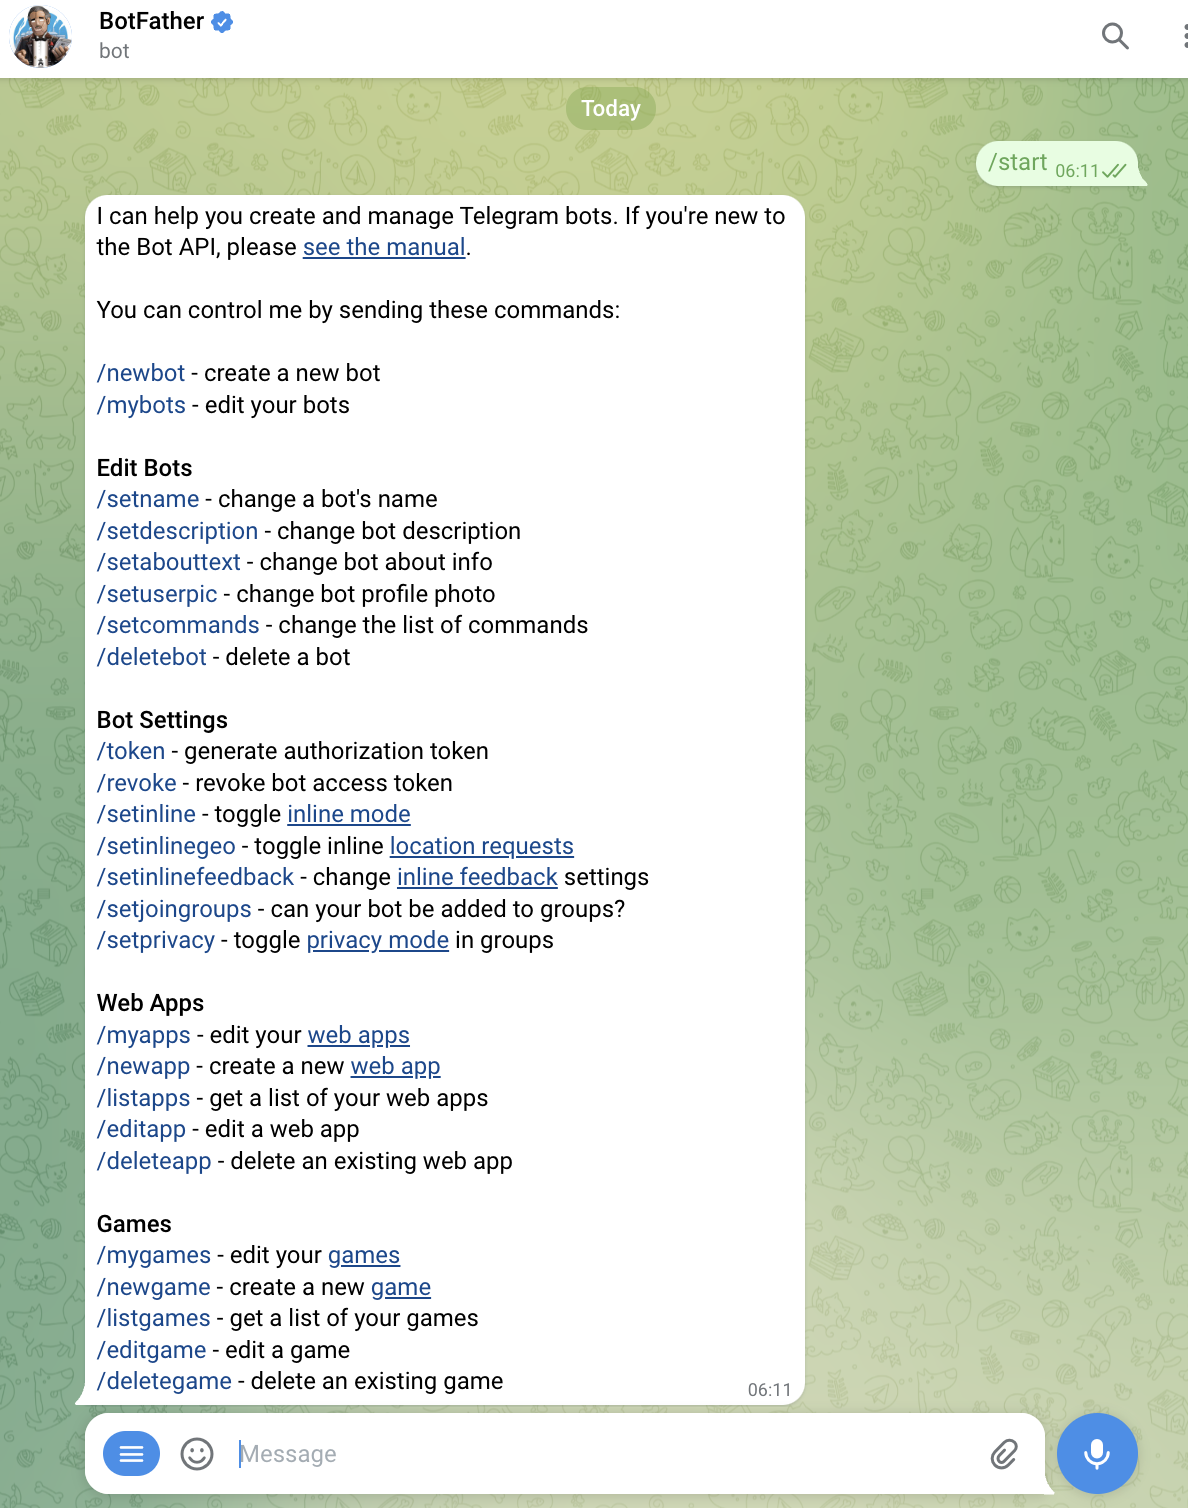 BotFather
bot
Today
/start 06:11
I can help you create and manage Telegram bots. If you're new to
the Bot API, please see the manual.
You can control me by sending these commands:
/newbot - create a new bot
/mybots - edit your bots
Edit Bots
/setname - change a bot's name
/setdescription - change bot description
/setabouttext - change bot about info
/setuserpic - change bot profile photo
/setcommands - change the list of commands
/deletebot - delete a bot
Bot Settings
/token - generate authorization token
/revoke - revoke bot access token
/setinline - toggle inline mode
/setinlinegeo - toggle inline location requests
/setinlinefeedback - change inline feedback settings
/setjoingroups - can your bot be added to groups?
/setprivacy - toggle privacy mode in groups
Web Apps
/myapps - edit your web apps
/newapp - create a new web app
/listapps - get a list of your web apps
/editapp - edit a web app
/deleteapp - delete an existing web app
Games
/mygames - edit your games
/newgame - create a new game
/listgames - get a list of your games
/editgame - edit a game
/deletegame - delete an existing game
06:11
Message